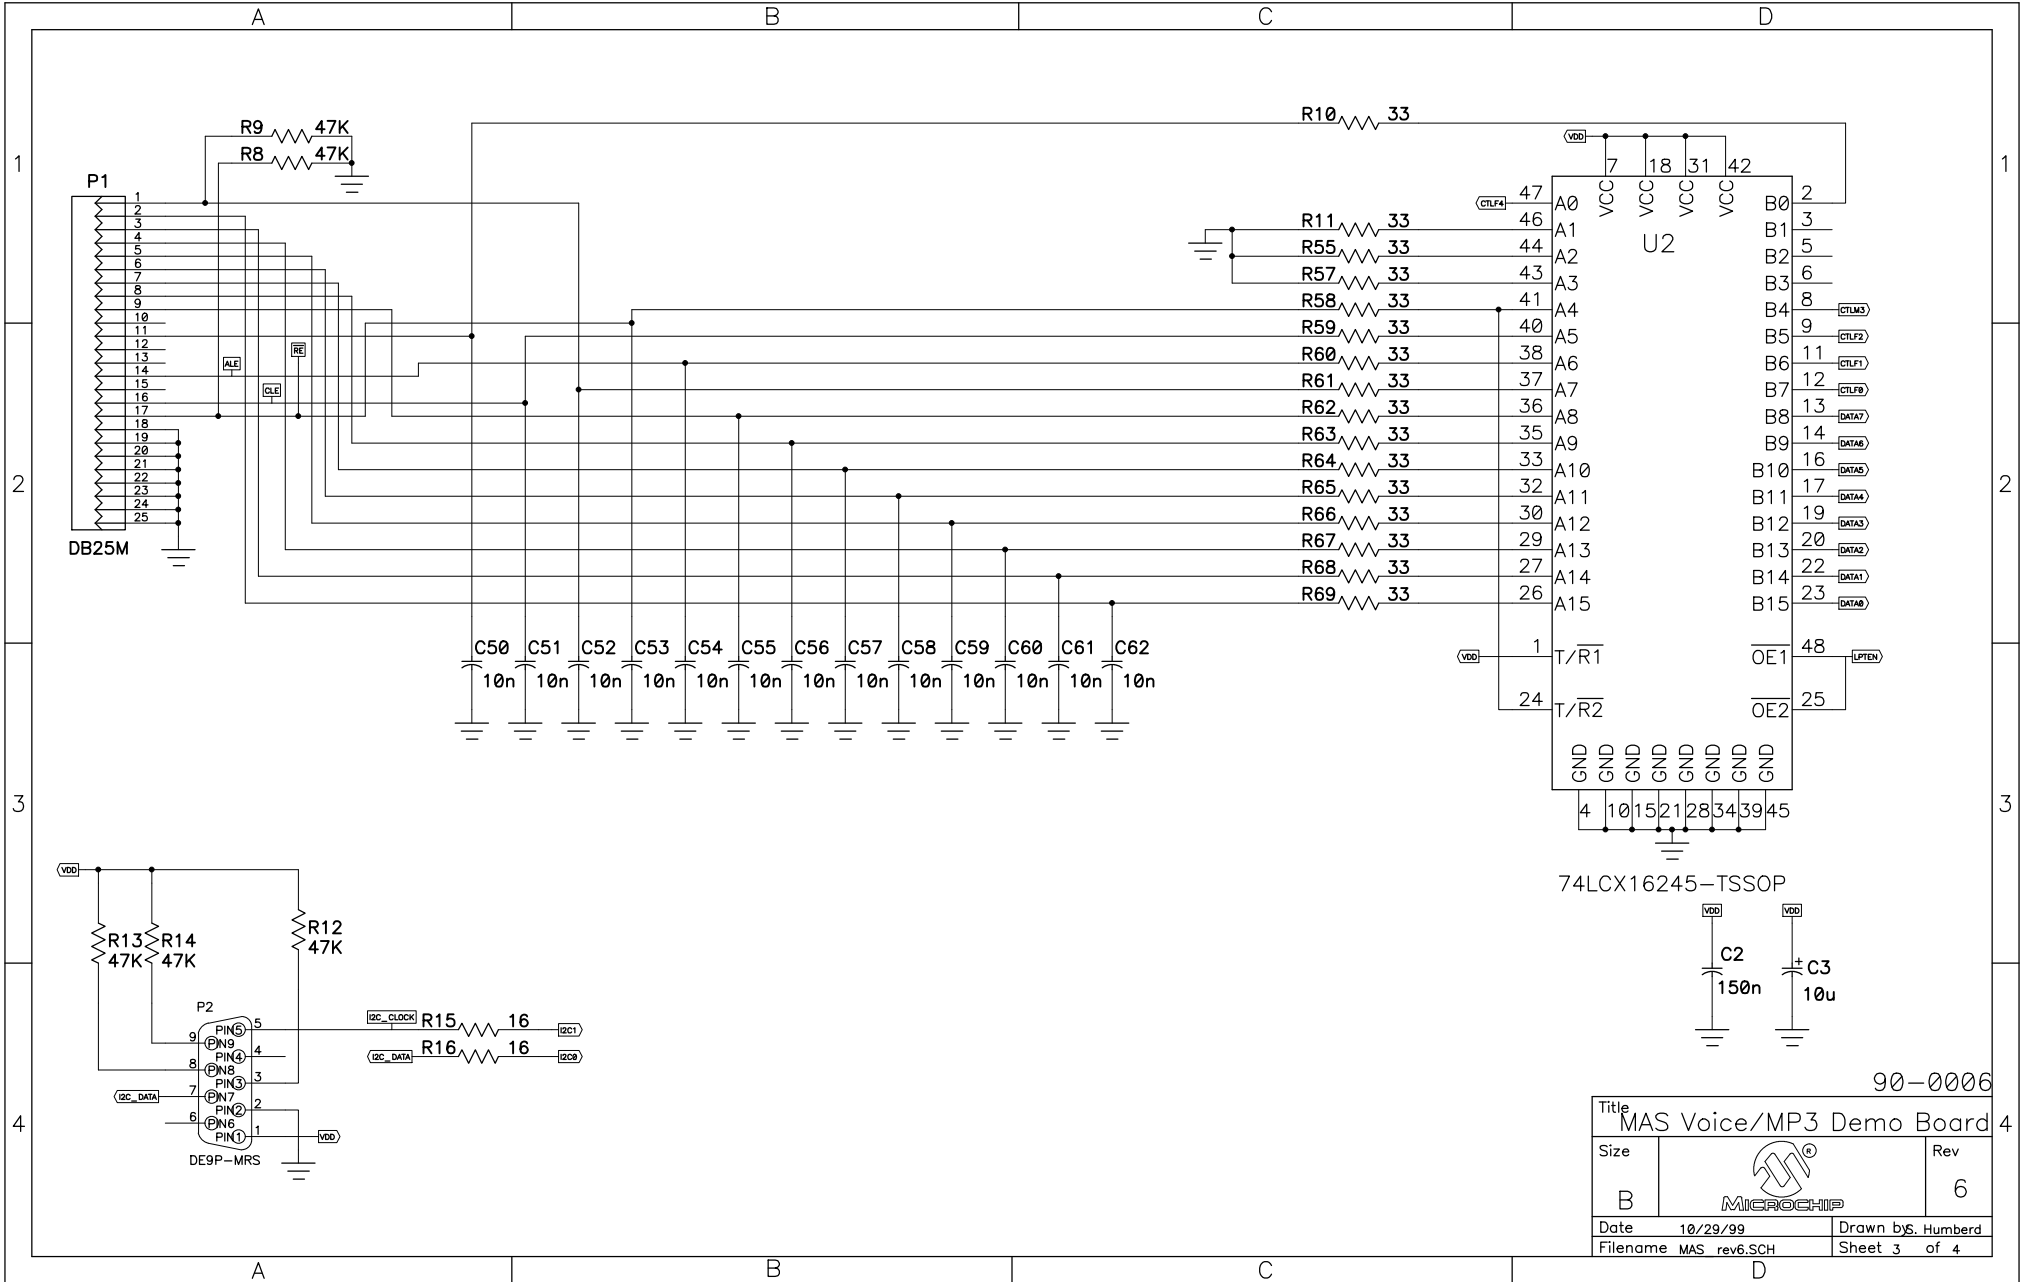 A B C D
R9 47K
R8 47K
R10 33
1 1
VDD
7 18 31 42
VCC VCC VCC VCC
P1
1
2
3
4
5
6
7
8
9
10
11
12
13
14
15
16
17
18
19
20
21
22
23
24
25
DB25M
ALE
CLE
RE
U2
CTLF4 47 A0 B0 2
R11 33 46 A1 B1 3
R55 33 44 A2 B2 5
R57 33 43 A3 B3 6
R58 33 41 A4 B4 8 CTLM3
R59 33 40 A5 B5 9 CTLF2
R60 33 38 A6 B6 11 CTLF1
R61 33 37 A7 B7 12 CTLF0
R62 33 36 A8 B8 13 DATA7
R63 33 35 A9 B9 14 DATA6
R64 33 33 A10 B10 16 DATA5
R65 33 32 A11 B11 17 DATA4
R66 33 30 A12 B12 19 DATA3
R67 33 29 A13 B13 20 DATA2
R68 33 27 A14 B14 22 DATA1
R69 33 26 A15 B15 23 DATA0
2 2
C50 C51 C52 C53 C54 C55 C56 C57 C58 C59 C60 C61 C62
10n 10n 10n 10n 10n 10n 10n 10n 10n 10n 10n 10n 10n
VDD 1 T/R1 OE1 48 LPTEN
24 T/R2 OE2 25
GND GND GND GND GND GND GND GND
4 10 15 21 28 34 39 45
3 3
74LCX16245-TSSOP
VDD
R13 47K
R14 47K
R12 47K
VDD VDD
C2 150n
+ C3 10u
P2
PIN5 5
9 PIN9
PIN4 4
8 PIN8
PIN3 3
I2C_DATA 7 PIN7
PIN2 2
6 PIN6
PIN1 1 VDD
DE9P-MRS
I2C_CLOCK R15 16 I2C1
I2C_DATA R16 16 I2C0
4 4
90-0006
Title
MAS Voice/MP3 Demo Board
Size B
MICROCHIP
®
Rev 6
Date 10/29/99
Drawn by S. Humberd
Filename MAS_rev6.SCH
Sheet 3 of 4
A B C D